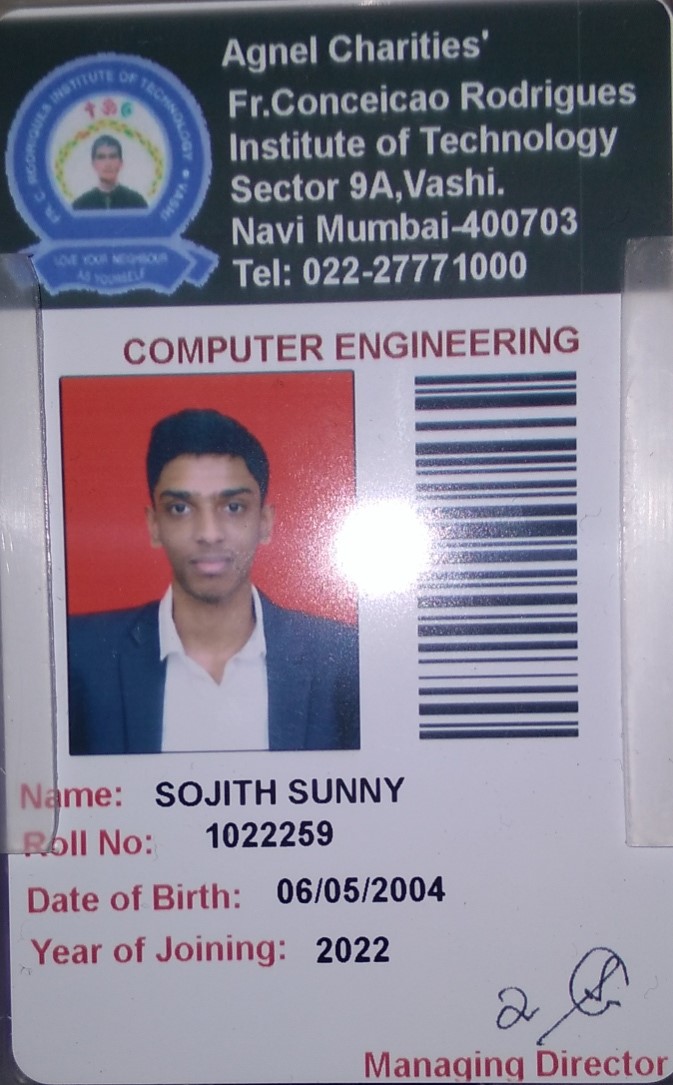 Agnel Charities'
Fr.Conceicao Rodrigues
Institute of Technology
Sector 9A,Vashi.
Navi Mumbai-400703
Tel: 022-27771000
FR. C. RODRIGUES INSTITUTE OF TECHNOLOGY • VASHI
LOVE YOUR NEIGHBOUR
AS YOURSELF
COMPUTER ENGINEERING
Name: SOJITH SUNNY
Roll No: 1022259
Date of Birth: 06/05/2004
Year of Joining: 2022
Managing Director